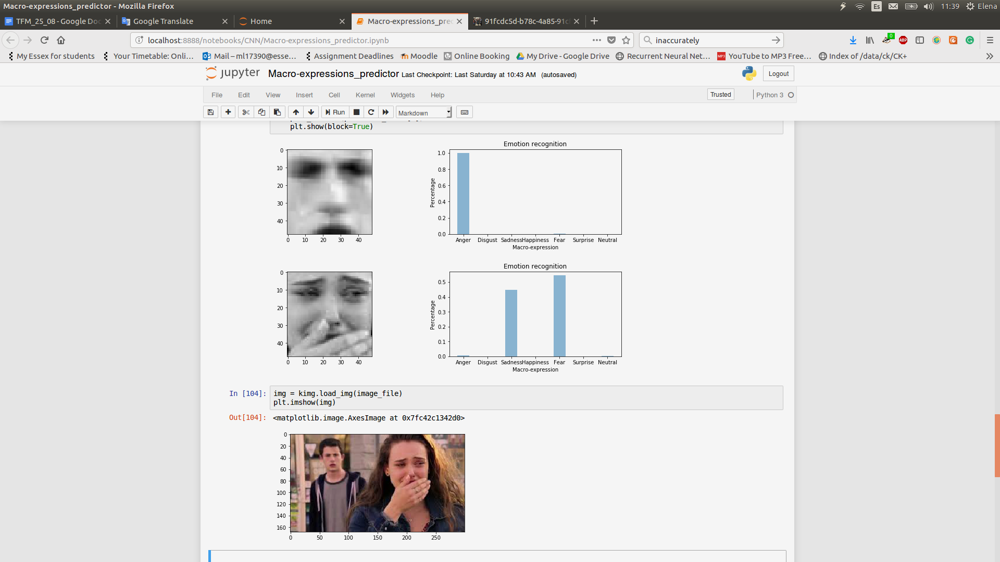 Macro-expressions_predictor - Mozilla Firefox
Es
11:39
Elena
TFM_25_08 - Google Doc
Google Translate
Home
Macro-expressions_pre
91fcdc5d-b78c-4a85-91c
localhost:8888/notebooks/CNN/Macro-expressions_predictor.ipynb
inaccurately
0
ABP
My Essex for students
Your Timetable: Onli...
Mail – ml17390@esse...
Assignment Deadlines
Moodle
Online Booking
My Drive - Google Drive
Recurrent Neural Net...
MP3
YouTube to MP3 Free...
Index of /data/ck/CK+
jupyter
Macro-expressions_predictor Last Checkpoint: Last Saturday at 10:43 AM (autosaved)
Logout
File Edit View Insert Cell Kernel Widgets Help
Trusted
Python 3
Run
Markdown
plt.show(block=True)
Emotion recognition
0
10
20
30
40
0 10 20 30 40
1.0
0.8
0.6
0.4
0.2
0.0
Percentage
Anger Disgust Sadness Happiness Fear Surprise Neutral
Macro-expression
Emotion recognition
0
10
20
30
40
0 10 20 30 40
0.5
0.4
0.3
0.2
0.1
0.0
Percentage
Anger Disgust Sadness Happiness Fear Surprise Neutral
Macro-expression
In [104]:
img = kimg.load_img(image_file)
plt.imshow(img)
Out[104]:
<matplotlib.image.AxesImage at 0x7fc42c1342d0>
0
20
40
60
80
100
120
140
160
0 50 100 150 200 250